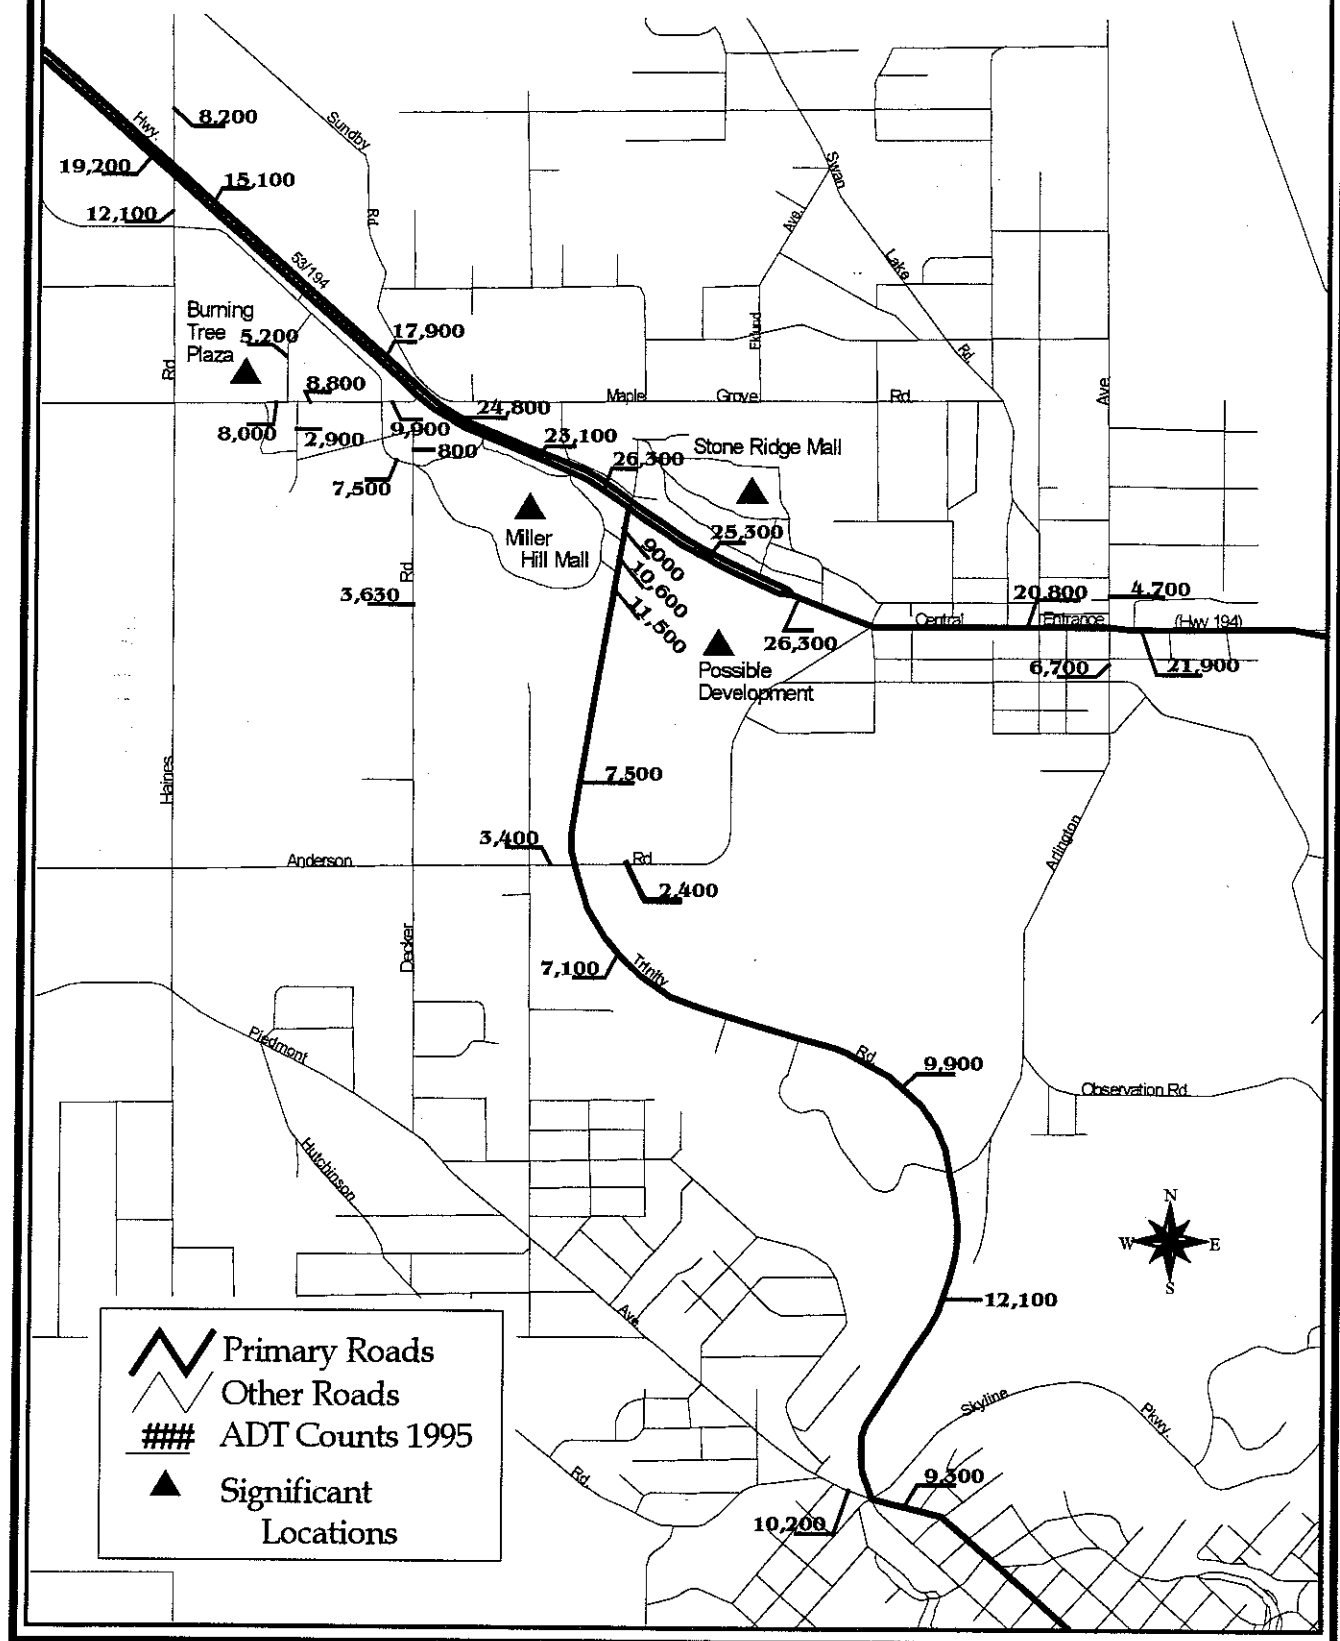 8,200
Hwy.
Sundby
19,200
15,100
Swan
12,100
Rd
Ave.
53/194
Lake
Burning
Tree
Plaza
5,200
17,900
Eklund
Rd.
Rd
8,800
Maple
Grove
Rd.
Ave
24,800
8,000
2,900
9,900
23,100
800
26,300
Stone Ridge Mall
7,500
Miller
Hill Mall
25,300
9000
10,600
11,500
Rd
3,630
20,800
4,700
Central
Entrance
(Hwy 194)
26,300
Possible
Development
6,700
21,900
Haines
7,500
3,400
Anderson
Rd
2,400
Arlington
Decker
7,100
Trinity
Piedmont
Rd.
9,900
Observation Rd.
Hutchinson
N
W
E
S
12,100
Ave.
Primary Roads
Other Roads
### ADT Counts 1995
Significant
Locations
Skyline
Pkwy.
Rd.
9,300
10,200